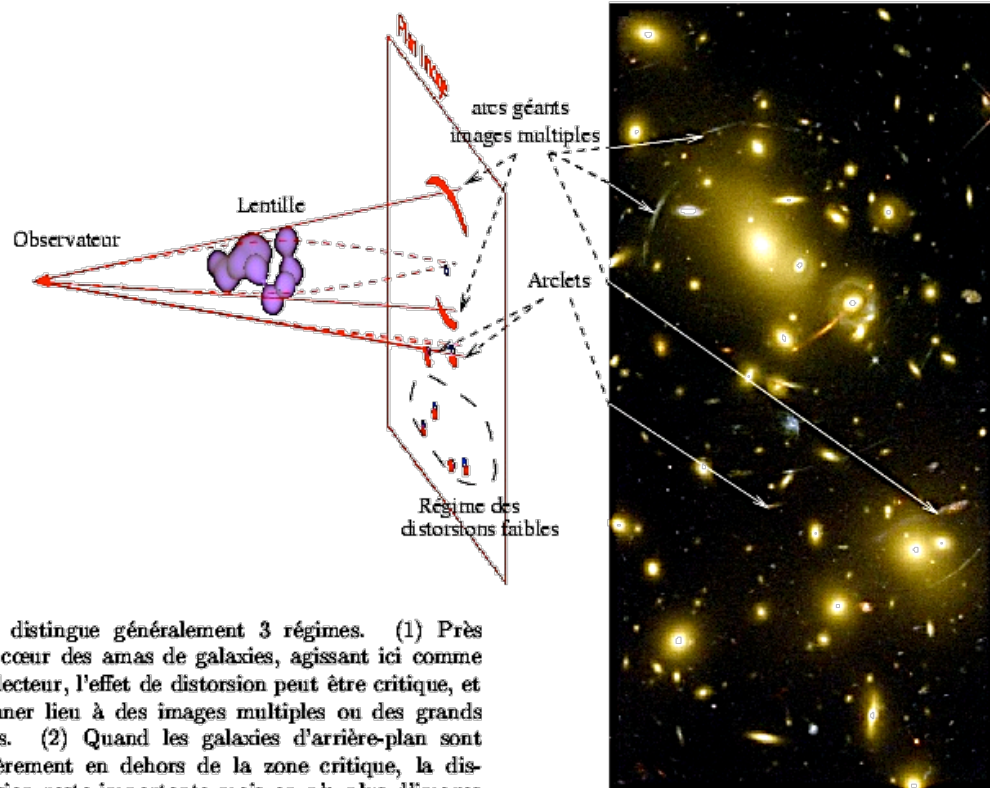 Plan Image
arcs géants
images multiples
Lentille
Observateur
Arclets
Régime des
distorsions faibles
distingue généralement 3 régimes. (1) Près
cœur des amas de galaxies, agissant ici comme
lecteur, l'effet de distorsion peut être critique, et
nner lieu à des images multiples ou des grands
s. (2) Quand les galaxies d'arrière-plan sont
èrement en dehors de la zone critique, la dis-